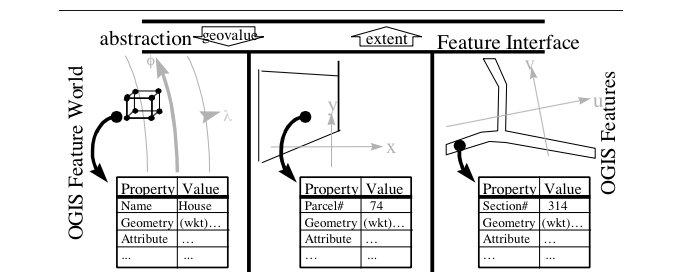 abstraction geovalue extent Feature Interface
OGIS Feature World
ϕ
λ
y
x
v
u
OGIS Features
Property Value
Name House
Geometry (wkt)…
Attribute …
... ...
Property Value
Parcel# 74
Geometry (wkt)…
Attribute …
… ...
Property Value
Section# 314
Geometry (wkt)…
Attribute …
… ...